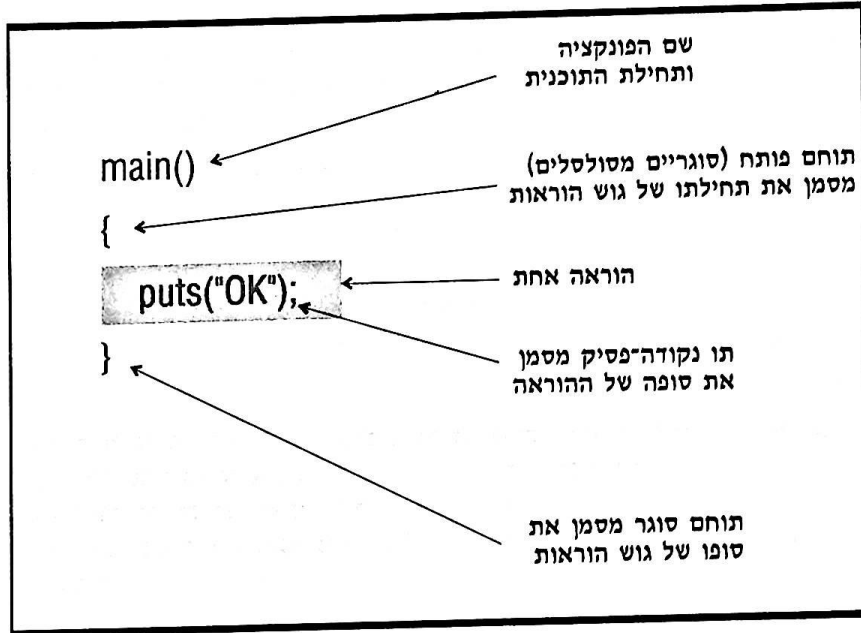 שם הפונקציה
ותחילת התוכנית
main()
תוחם פותח (סוגריים מסולסלים)
מסמן את תחילתו של גוש הוראות
{
הוראה אחת
puts("OK");
תו נקודה־פסיק מסמן
את סופה של ההוראה
}
תוחם סוגר מסמן את
סופו של גוש הוראות